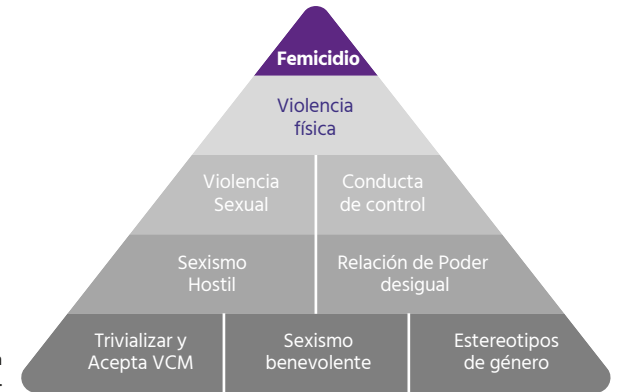 Femicidio
Violencia
física
Violencia
Sexual
Conducta
de control
Sexismo
Hostil
Relación de Poder
desigual
Trivializar y
Acepta VCM
Sexismo
benevolente
Estereotipos
de género